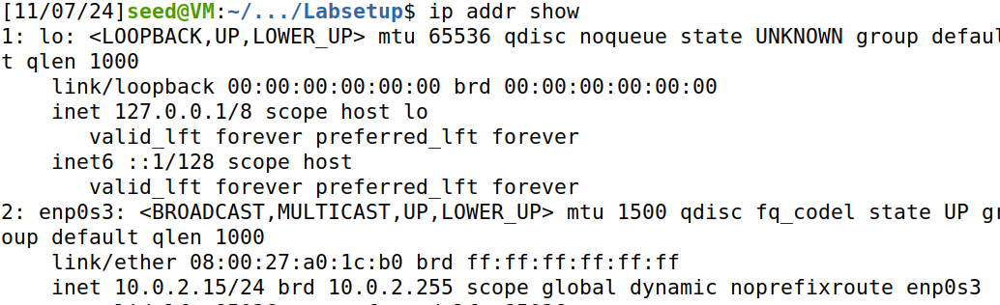 [11/07/24]seed@VM:~/.../Labsetup$ ip addr show
1: lo: <LOOPBACK,UP,LOWER_UP> mtu 65536 qdisc noqueue state UNKNOWN group defaul
t qlen 1000
    link/loopback 00:00:00:00:00:00 brd 00:00:00:00:00:00
    inet 127.0.0.1/8 scope host lo
       valid_lft forever preferred_lft forever
    inet6 ::1/128 scope host
       valid_lft forever preferred_lft forever
2: enp0s3: <BROADCAST,MULTICAST,UP,LOWER_UP> mtu 1500 qdisc fq_codel state UP gr
oup default qlen 1000
    link/ether 08:00:27:a0:1c:b0 brd ff:ff:ff:ff:ff:ff
    inet 10.0.2.15/24 brd 10.0.2.255 scope global dynamic noprefixroute enp0s3